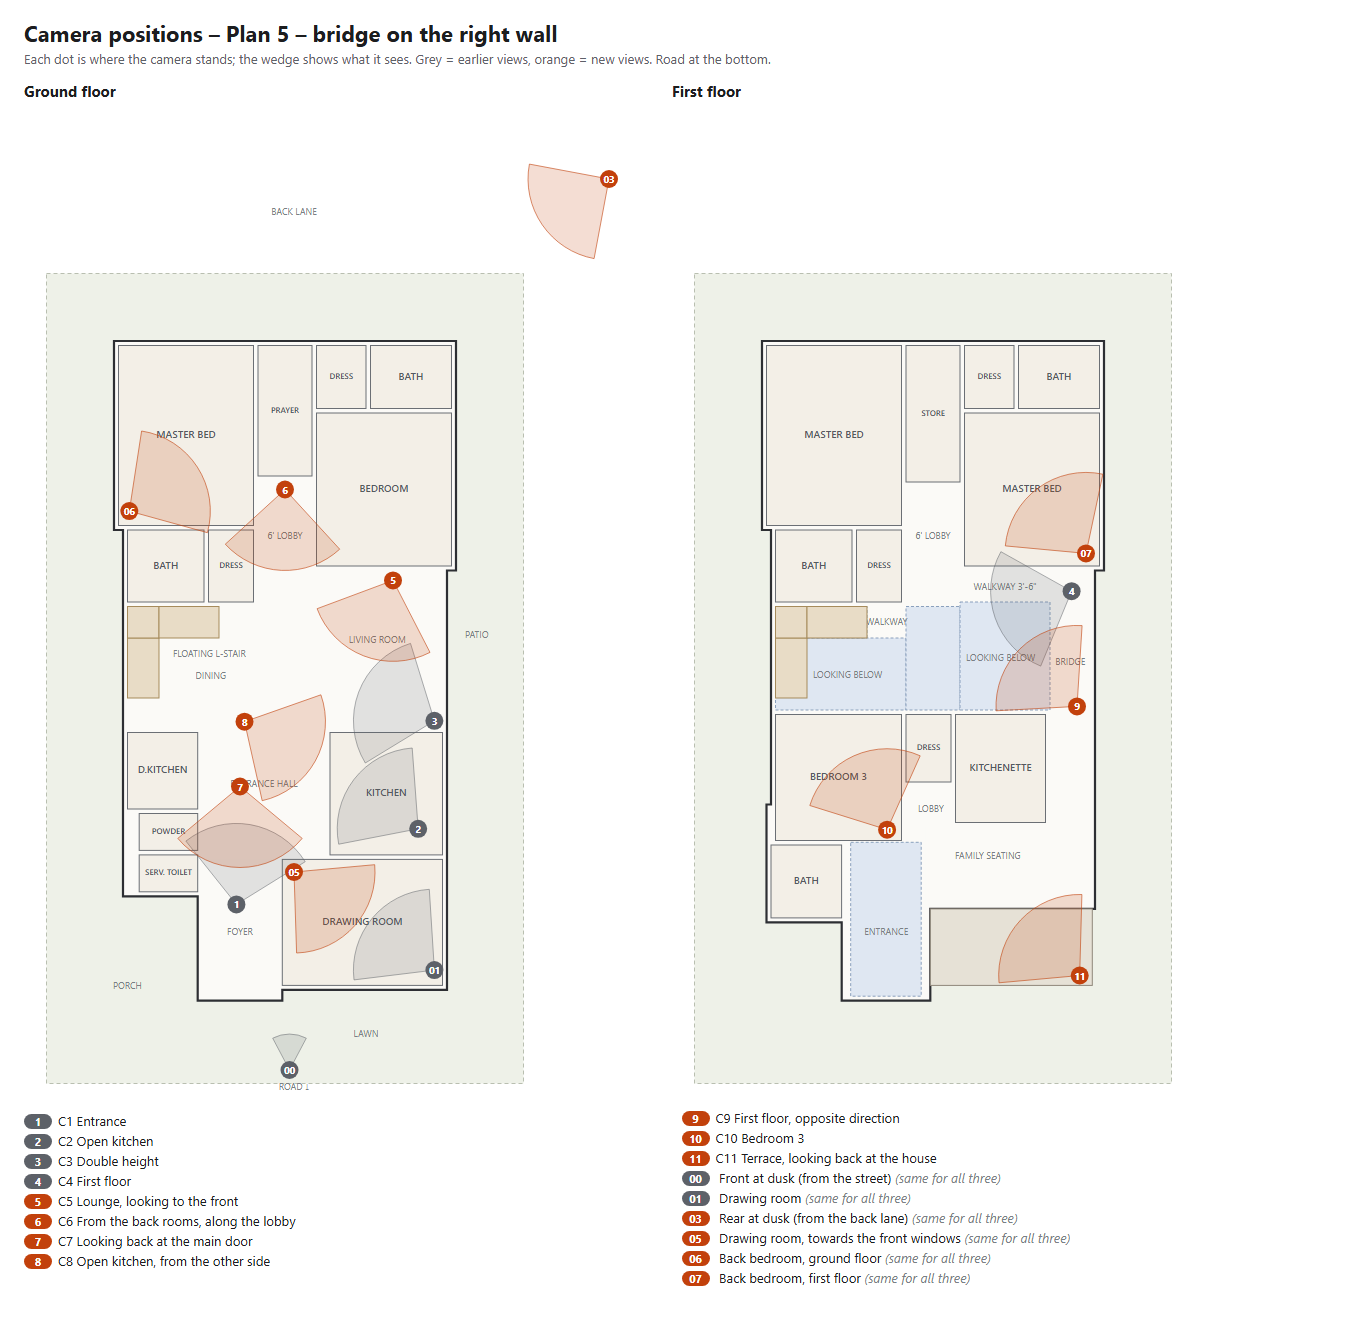 Camera positions – Plan 5 – bridge on the right wall
Each dot is where the camera stands; the wedge shows what it sees. Grey = earlier views, orange = new views. Road at the bottom.
Ground floor
First floor
03
BACK LANE
MASTER BED
PRAYER
DRESS
BATH
BEDROOM
06
6
6' LOBBY
BATH
DRESS
5
LIVING ROOM
PATIO
FLOATING L-STAIR
DINING
8
3
D.KITCHEN
7
KITCHEN
2
POWDER
SERV. TOILET
05
1
DRAWING ROOM
FOYER
01
PORCH
LAWN
00
ROAD
MASTER BED
STORE
DRESS
BATH
MASTER BED
07
6' LOBBY
BATH
DRESS
WALKWAY 3'-6"
4
WALKWAY
LOOKING BELOW
LOOKING BELOW
BRIDGE
9
BEDROOM 3
DRESS
KITCHENETTE
LOBBY
10
FAMILY SEATING
BATH
ENTRANCE
11
1 C1 Entrance
2 C2 Open kitchen
3 C3 Double height
4 C4 First floor
5 C5 Lounge, looking to the front
6 C6 From the back rooms, along the lobby
7 C7 Looking back at the main door
8 C8 Open kitchen, from the other side
9 C9 First floor, opposite direction
10 C10 Bedroom 3
11 C11 Terrace, looking back at the house
00 Front at dusk (from the street) (same for all three)
01 Drawing room (same for all three)
03 Rear at dusk (from the back lane) (same for all three)
05 Drawing room, towards the front windows (same for all three)
06 Back bedroom, ground floor (same for all three)
07 Back bedroom, first floor (same for all three)